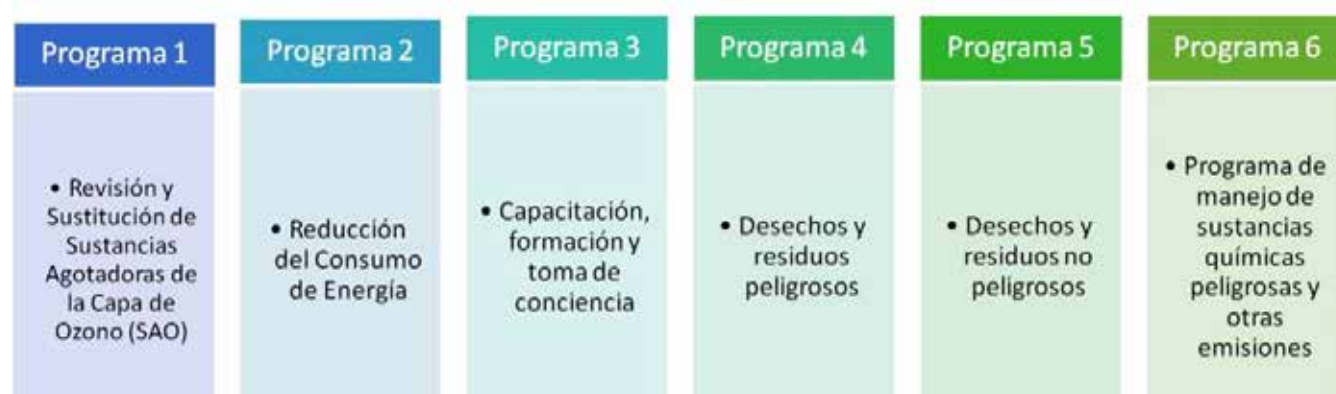 Programa 1
• Revisión y
Sustitución de
Sustancias
Agotadoras de
la Capa de
Ozono (SAO)
Programa 2
• Reducción
del Consumo
de Energía
Programa 3
• Capacitación,
formación y
toma de
conciencia
Programa 4
• Desechos y
residuos
peligrosos
Programa 5
• Desechos y
residuos no
peligrosos
Programa 6
• Programa de
manejo de
sustancias
químicas
peligrosas y
otras
emisiones